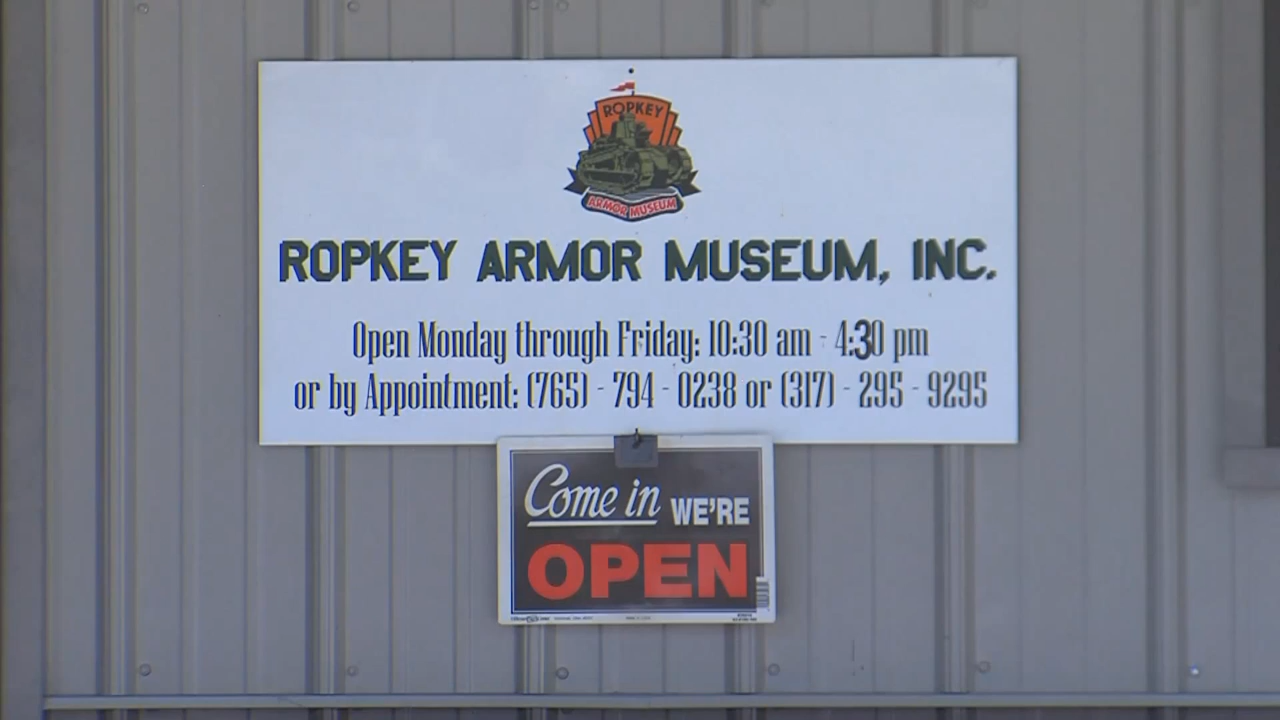 ROPKEY
ARMOR MUSEUM
ROPKEY ARMOR MUSEUM, INC.
Open Monday through Friday: 10:30 am - 4:30 pm
or by Appointment: (765) - 794 - 0238 or (317) - 295 - 9295
Come in WE'RE
OPEN